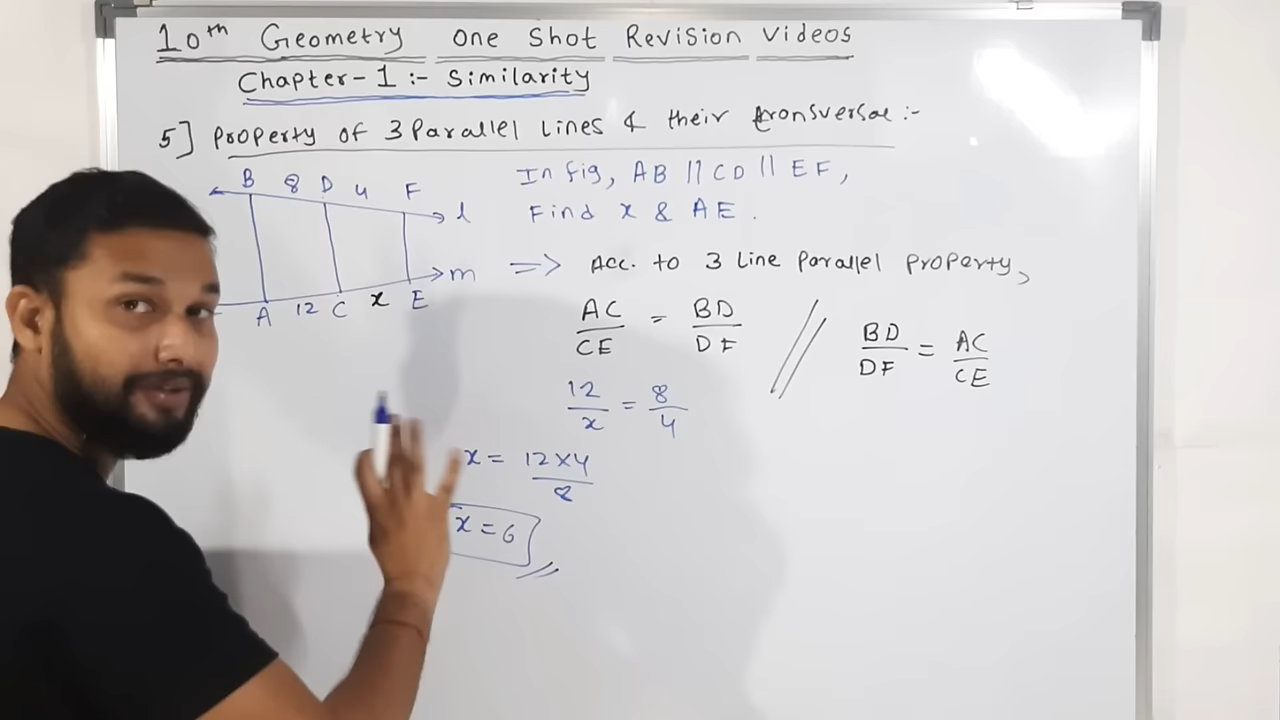 10th Geometry one shot Revision Videos
Chapter-1 :- Similarity
5] Property of 3 Parallel Lines & their transversal :-
B 8 D 4 F l
A 12 C x E m
In fig, AB || CD || EF,
Find x & AE.
=> Acc. to 3 Line Parallel Property,
AC/CE = BD/DF // BD/DF = AC/CE
12/x = 8/4
x = 12×4/8
x = 6